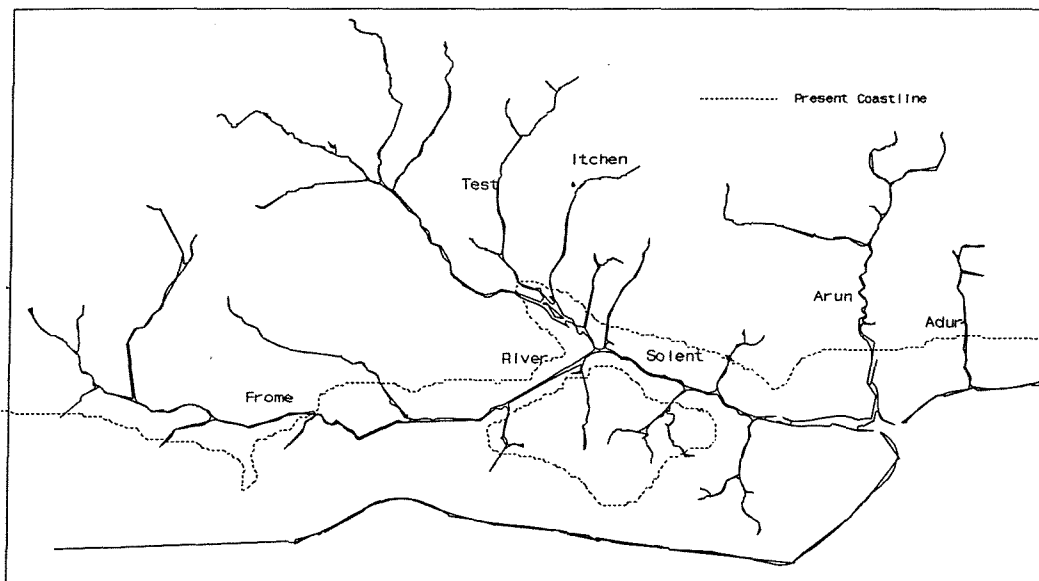 Present Coastline
Itchen
Test
Arun
Adur
River Solent
Frome